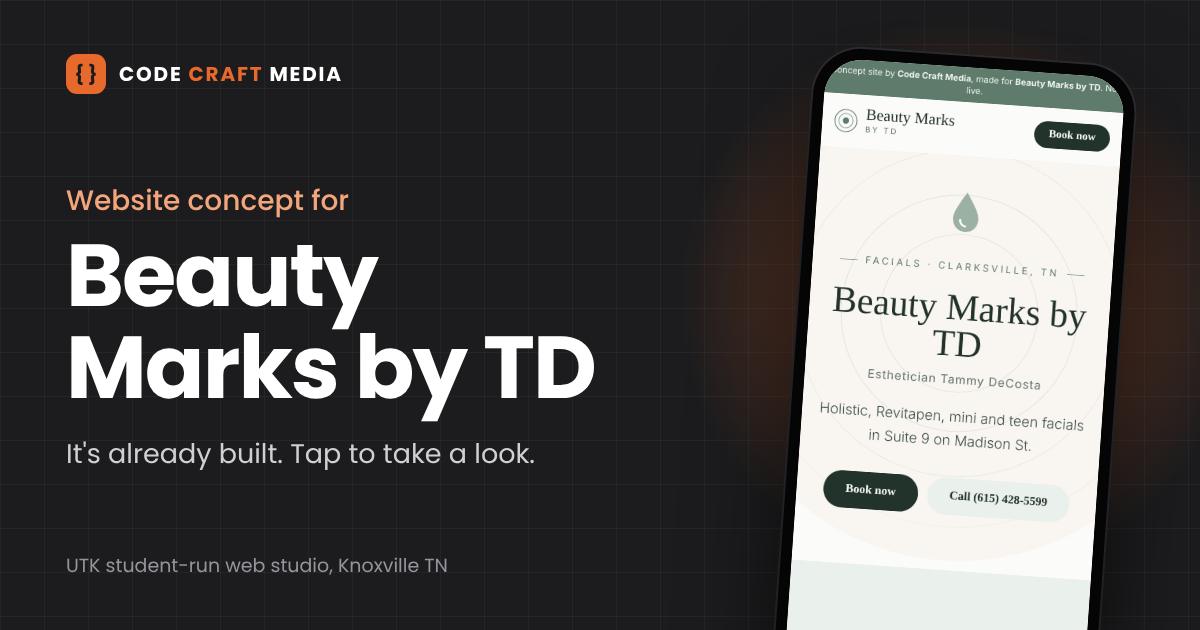 { } CODE CRAFT MEDIA
Website concept for
Beauty
Marks by TD
It's already built. Tap to take a look.
UTK student-run web studio, Knoxville TN
site by Code Craft Media, made for Beauty Marks by TD.
live.
Beauty Marks
BY TD
Book now
FACIALS · CLARKSVILLE, TN
Beauty Marks by
TD
Esthetician Tammy DeCosta
Holistic, Revitapen, mini and teen facials
in Suite 9 on Madison St.
Book now
Call (615) 428-5599